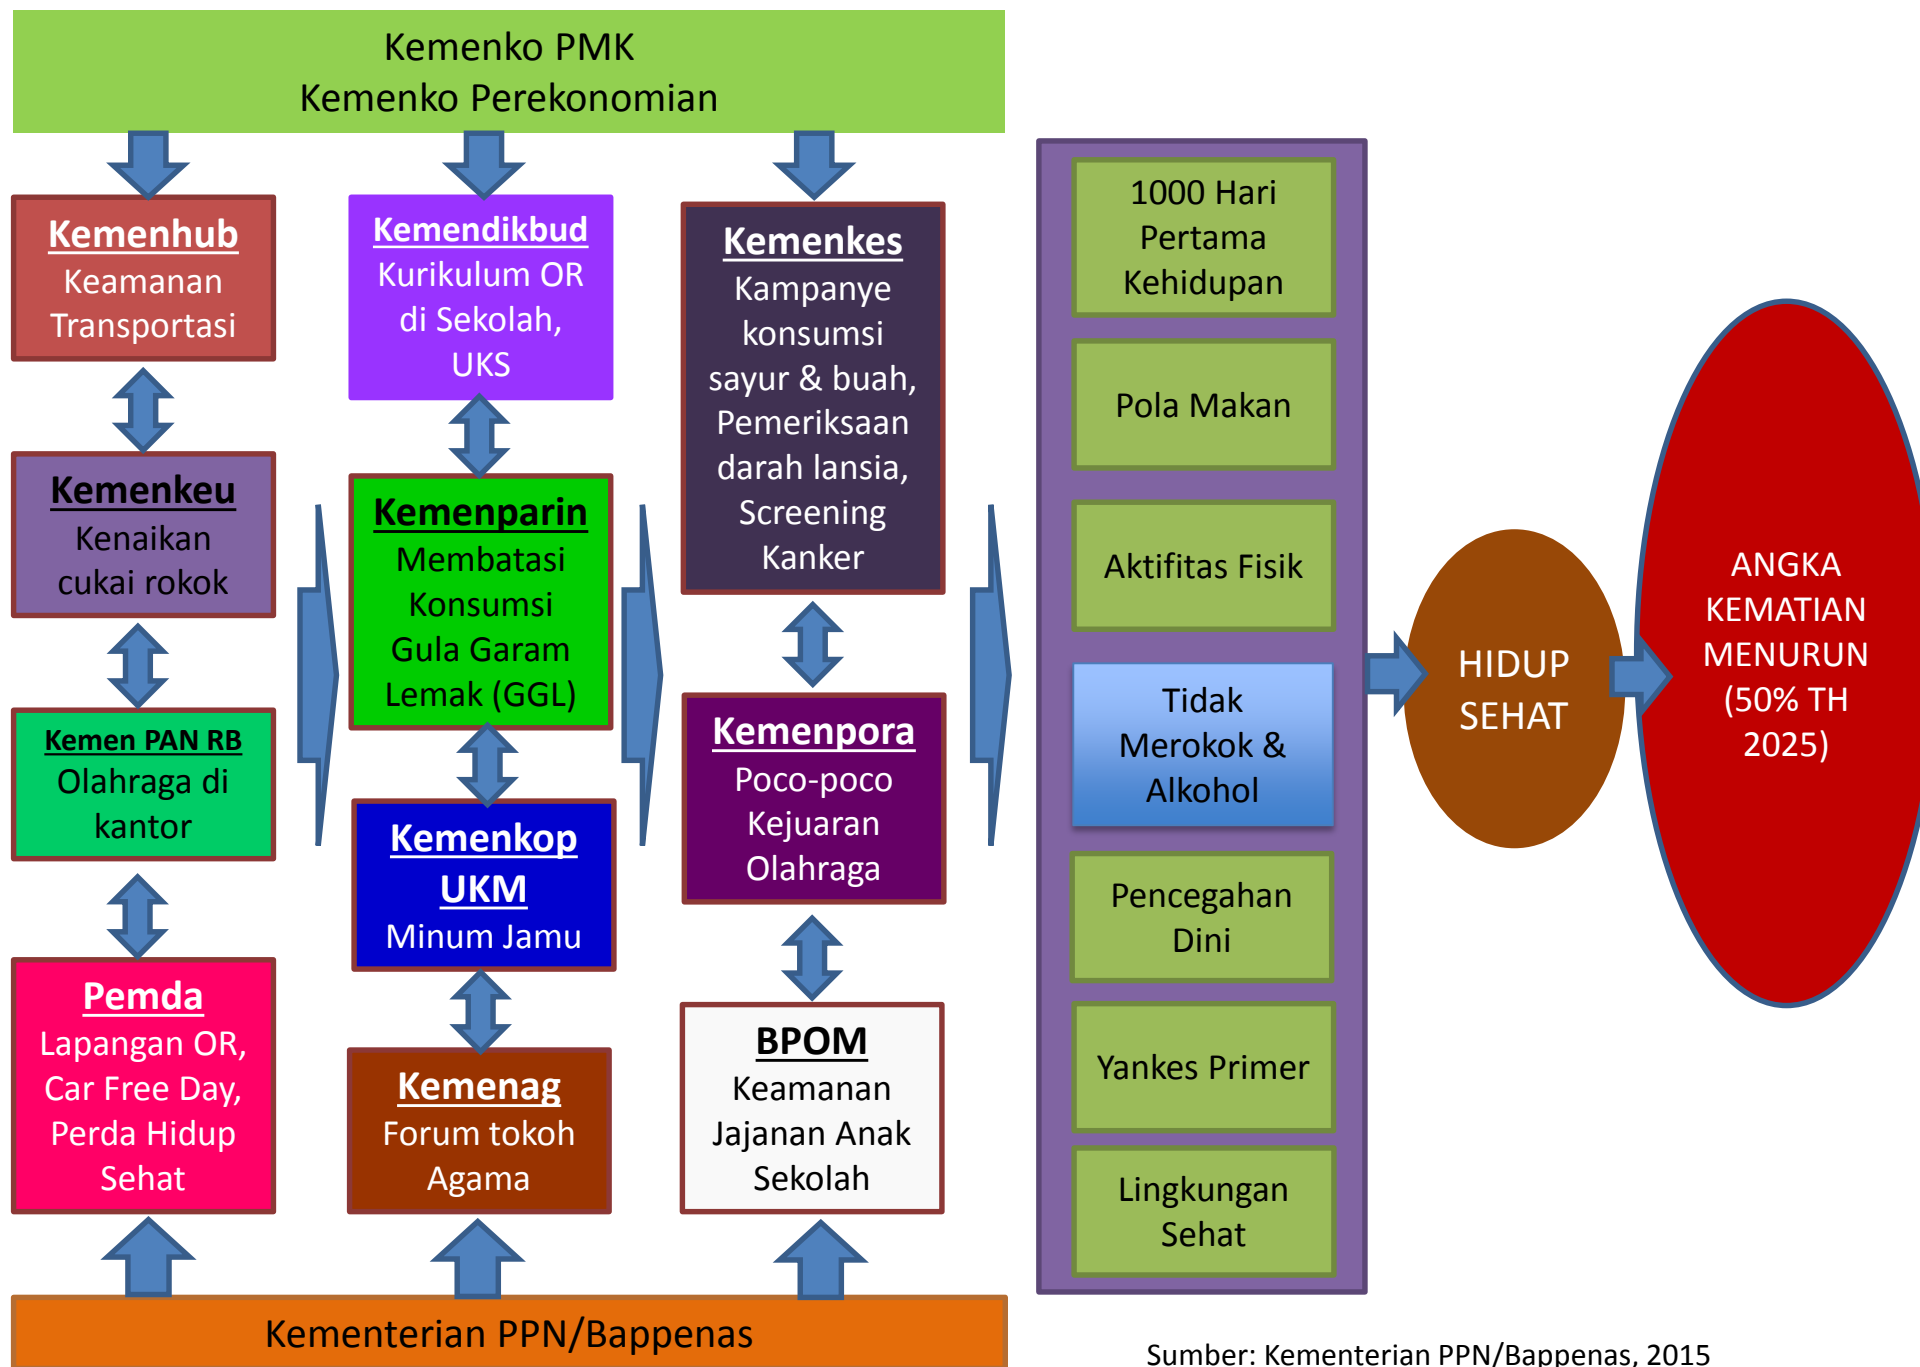 Kemenko PMK
Kemenko Perekonomian
Kemenhub
Keamanan
Transportasi
Kemenkeu
Kenaikan
cukai rokok
Kemen PAN RB
Olahraga di
kantor
Pemda
Lapangan OR,
Car Free Day,
Perda Hidup
Sehat
Kemendikbud
Kurikulum OR
di Sekolah,
UKS
Kemenparin
Membatasi
Konsumsi
Gula Garam
Lemak (GGL)
Kemenkop
UKM
Minum Jamu
Kemenag
Forum tokoh
Agama
Kemenkes
Kampanye
konsumsi
sayur & buah,
Pemeriksaan
darah lansia,
Screening
Kanker
Kemenpora
Poco-poco
Kejuaran
Olahraga
BPOM
Keamanan
Jajanan Anak
Sekolah
Kementerian PPN/Bappenas
1000 Hari
Pertama
Kehidupan
Pola Makan
Aktifitas Fisik
Tidak
Merokok &
Alkohol
Pencegahan
Dini
Yankes Primer
Lingkungan
Sehat
HIDUP
SEHAT
ANGKA
KEMATIAN
MENURUN
(50% TH
2025)
Sumber: Kementerian PPN/Bappenas, 2015